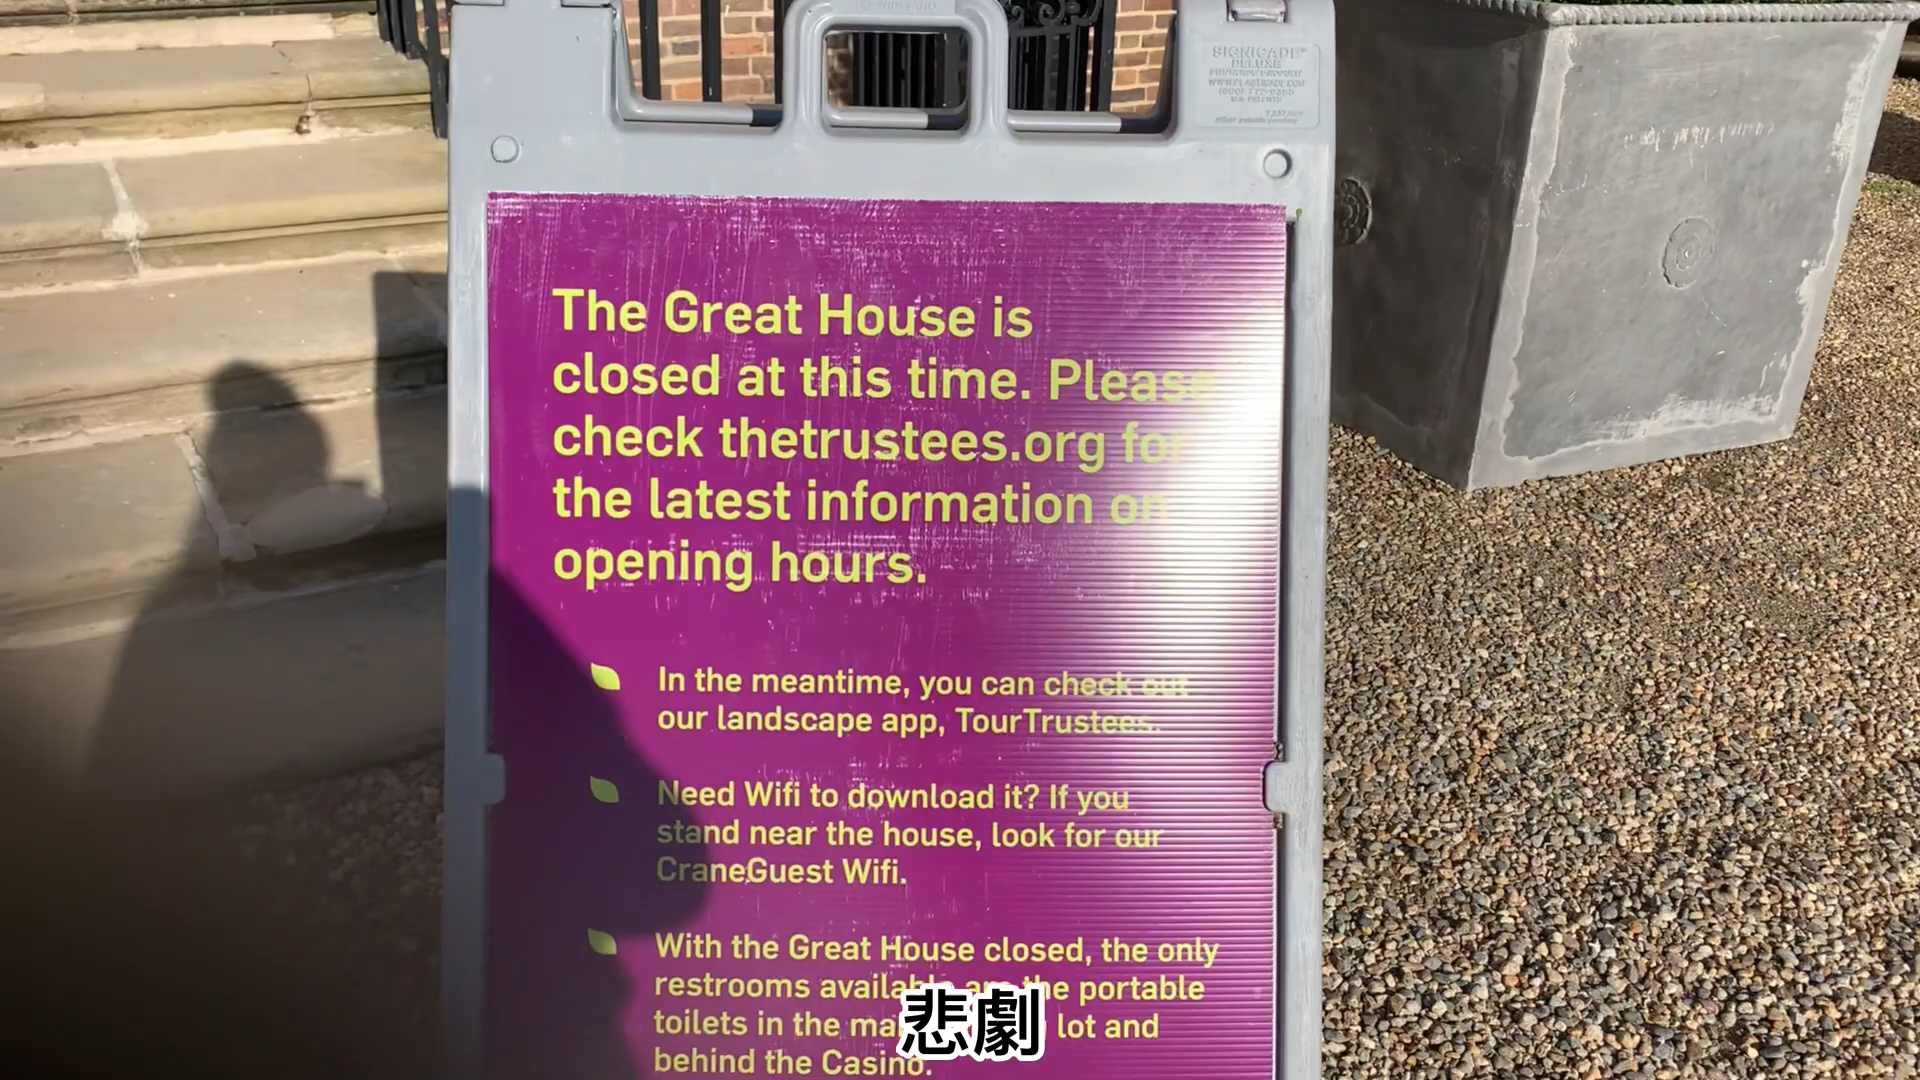 SIGNICADE®
DELUXE
The Great House is
closed at this time. Please
check thetrustees.org for
the latest information on
opening hours.
In the meantime, you can check out
our landscape app, TourTrustees.
Need Wifi to download it? If you
stand near the house, look for our
CraneGuest Wifi.
With the Great House closed, the only
restrooms available are the portable
toilets in the lot and
behind the Casino.
悲劇